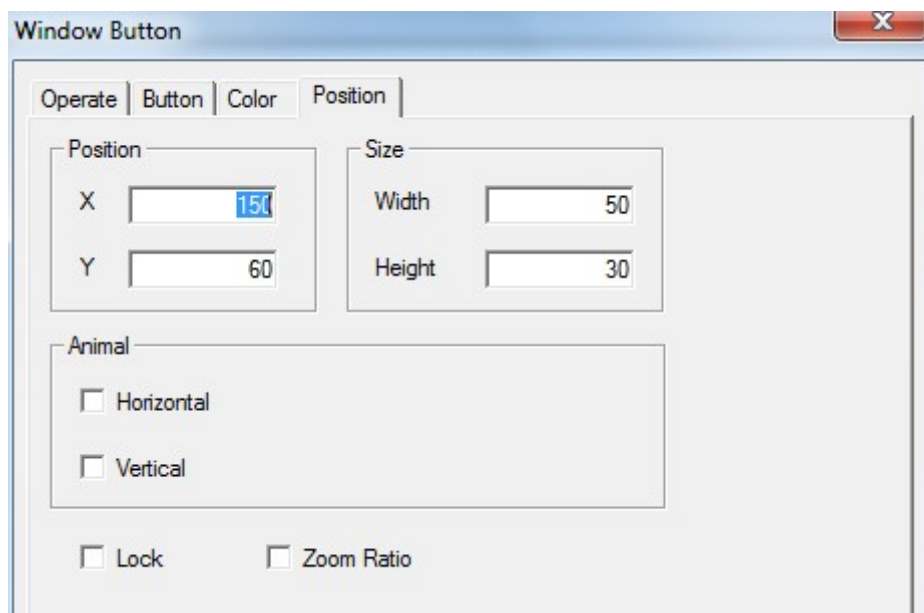 Window Button
Operate Button Color Position
Position
X 150
Y 60
Size
Width 50
Height 30
Animal
Horizontal
Vertical
Lock Zoom Ratio